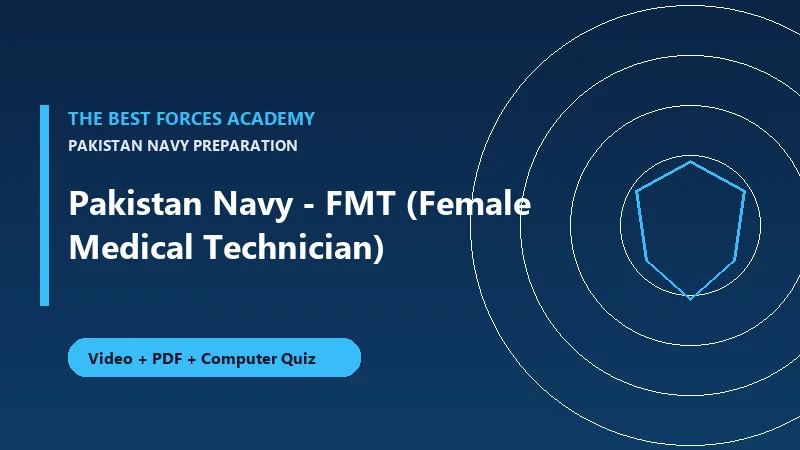 THE BEST FORCES ACADEMY
PAKISTAN NAVY PREPARATION
Pakistan Navy - FMT (Female
Medical Technician)
Video + PDF + Computer Quiz